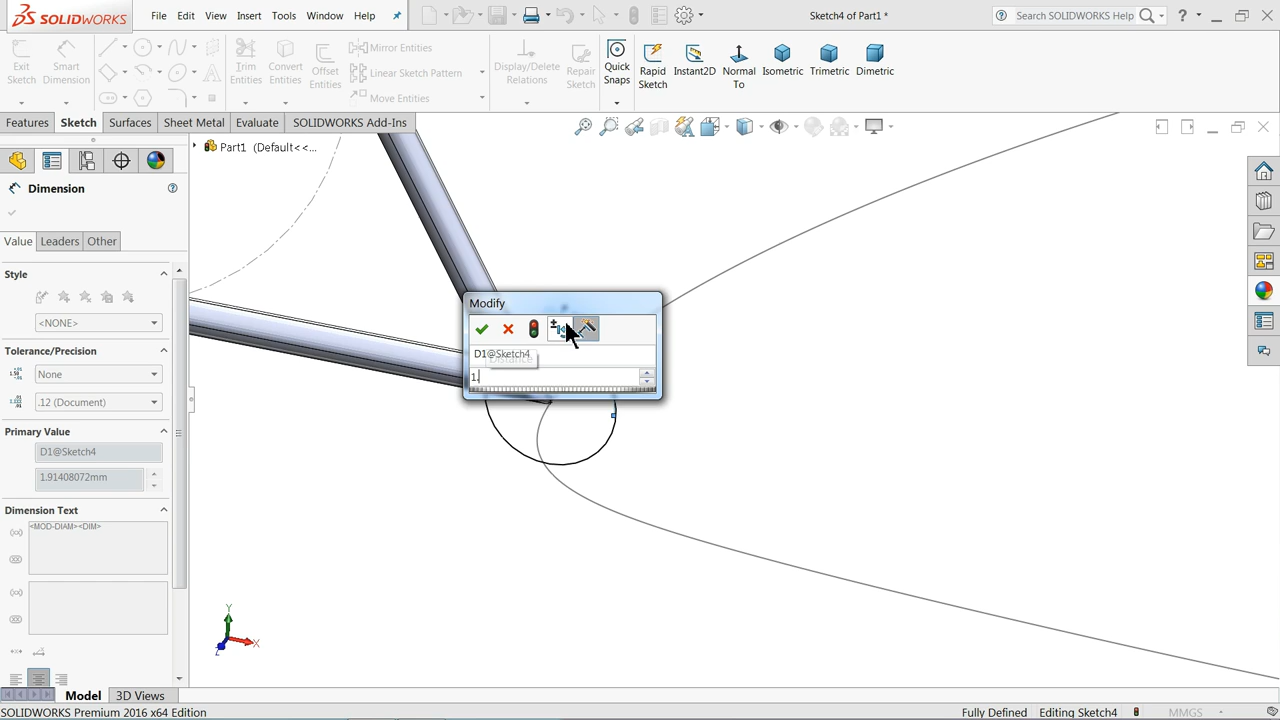 SOLIDWORKS
File Edit View Insert Tools Window Help
Sketch4 of Part1 *
Search SOLIDWORKS Help
?
Exit Sketch
Smart Dimension
Trim Entities
Convert Entities
Offset Entities
Mirror Entities
Linear Sketch Pattern
Move Entities
Display/Delete Relations
Repair Sketch
Quick Snaps
Rapid Sketch
Instant2D
Normal To
Isometric
Trimetric
Dimetric
Features Sketch Surfaces Sheet Metal Evaluate SOLIDWORKS Add-Ins
Part1 (Default<<...
Dimension
Value Leaders Other
Style
<NONE>
Tolerance/Precision
None
.12 (Document)
Primary Value
D1@Sketch4
1.91408072mm
Dimension Text
<MOD-DIAM><DIM>
Modify
D1@Sketch4
Distance
1.
Y
X
Z
Model 3D Views
SOLIDWORKS Premium 2016 x64 Edition
Fully Defined Editing Sketch4 MMGS